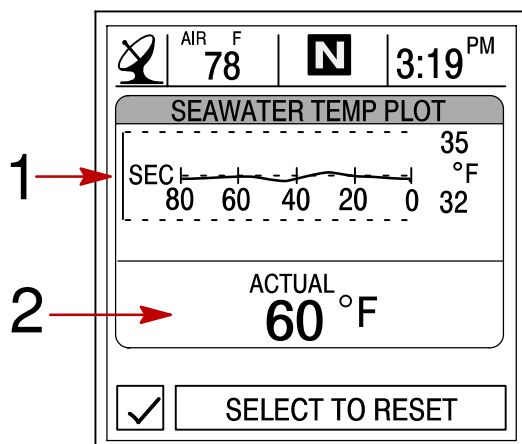 AIR F
78
N
3:19 PM
SEAWATER TEMP PLOT
35
1
SEC
°F
80 60 40 20 0 32
2
ACTUAL
60 °F
SELECT TO RESET